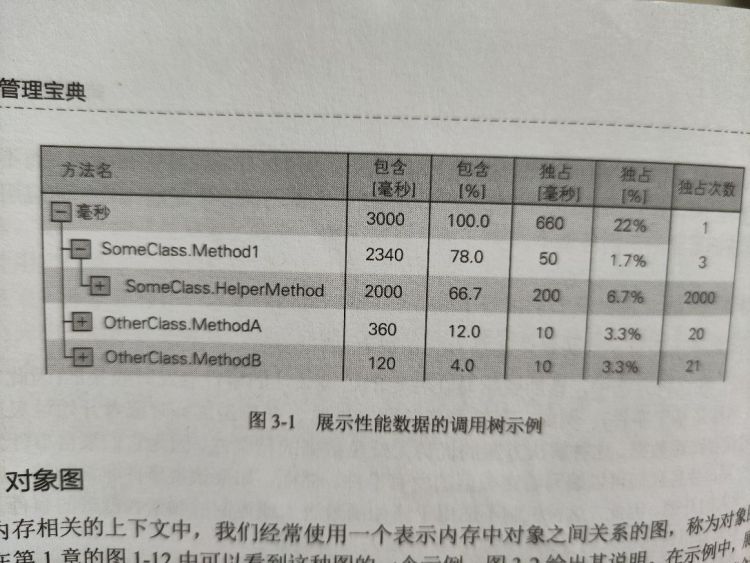 管理宝典
方法名 包含[毫秒] 包含[%] 独占[毫秒] 独占[%] 独占次数
毫秒 3000 100.0 660 22% 1
SomeClass.Method1 2340 78.0 50 1.7% 3
SomeClass.HelperMethod 2000 66.7 200 6.7% 2000
OtherClass.MethodA 360 12.0 10 3.3% 20
OtherClass.MethodB 120 4.0 10 3.3% 21
图 3-1 展示性能数据的调用树示例
对象图
内存相关的上下文中，我们经常使用一个表示内存中对象之间关系的图，称为对象图
在第 1 章的图 1-12 中可以看到这种图的一个示例，图 3-2 给出其说明。在示例中，